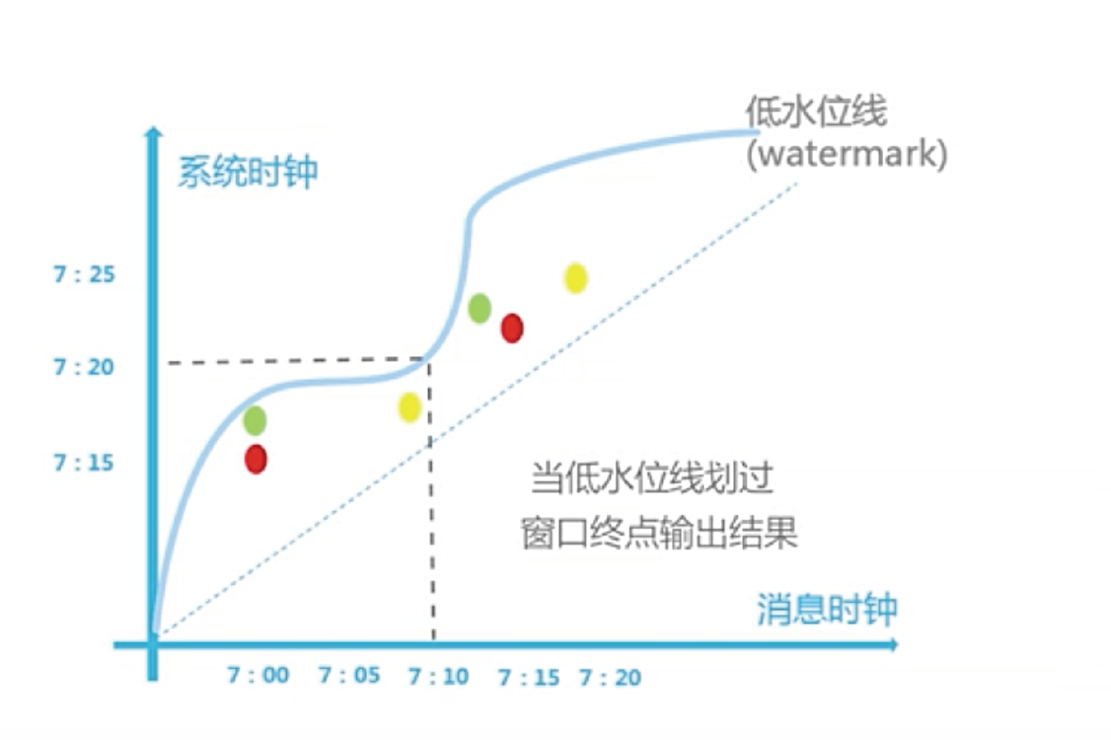 低水位线
(watermark)
系统时钟
7 : 25
7 : 20
7 : 15
当低水位线划过
窗口终点输出结果
消息时钟
7 : 00 7 : 05 7 : 10 7 : 15 7 : 20